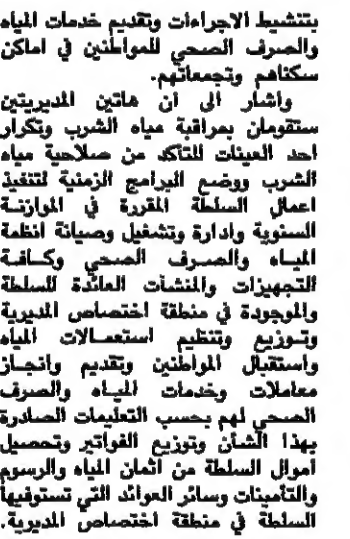 بتنشيط الاجراءات وتقديم خدمات المياه
والصرف الصحي للمواطنين في اماكن
سكناهم وتجمعاتهم.
واشار الى ان هاتين المديريتين
ستقومان بمراقبة مياه الشرب وتكرار
احد العينات للتأكد من صلاحية مياه
الشرب ووضع البرامج الزمنية لتنفيذ
اعمال السلطة المقررة في الموازنة
السنوية وادارة وتشغيل وصيانة انظمة
المياه والصرف الصحي وكافة
التجهيزات والمنشآت العائدة للسلطة
والموجودة في منطقة اختصاص المديرية
وتوزيع وتنظيم استعمالات المياه
واستقبال المواطنين وتقديم وانجاز
معاملات وخدمات المياه والصرف
الصحي لهم بحسب التعليمات الصادرة
بهذا الشأن وتوزيع الفواتير وتحصيل
اموال السلطة من اثمان المياه والرسوم
والتأمينات وسائر العوائد التي تستوفيها
السلطة في منطقة اختصاص المديرية.